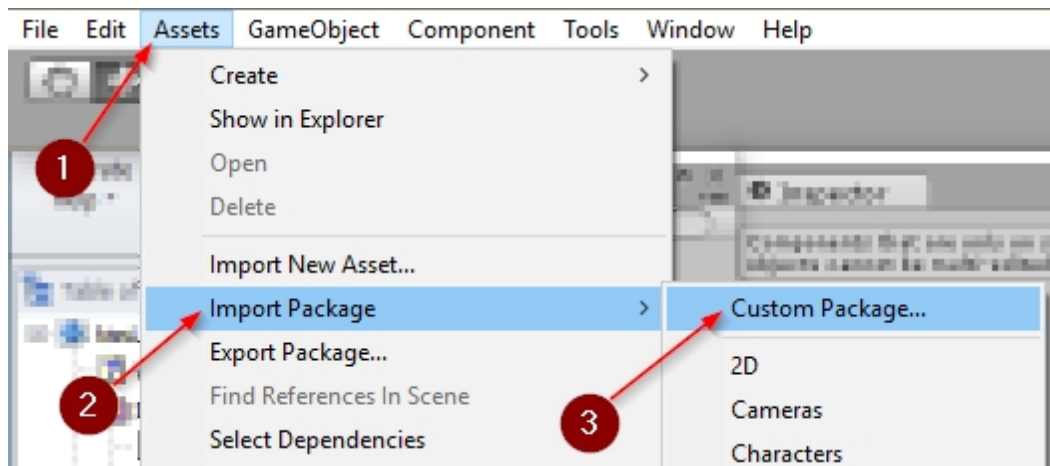 File Edit Assets GameObject Component Tools Window Help
Create
Show in Explorer
Open
Delete
1
Inspector
Import New Asset...
Import Package
Custom Package...
Export Package...
2D
2
Find References In Scene
3
Cameras
Select Dependencies
Characters